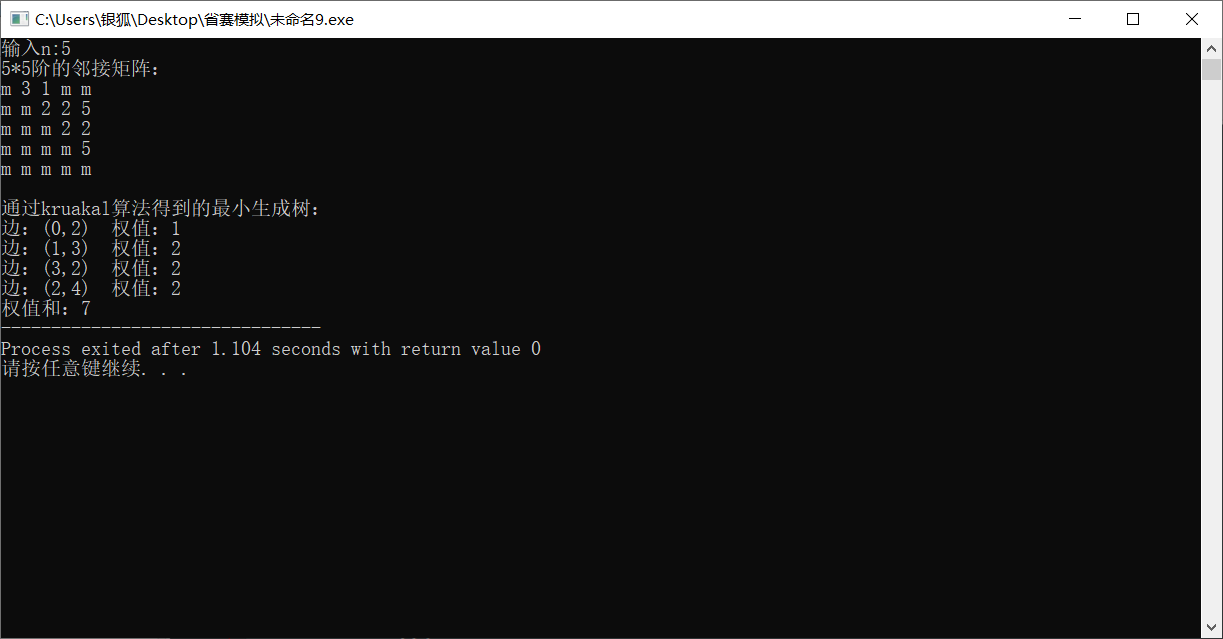 C:\Users\银狐\Desktop\省赛模拟\未命名9.exe
输入n:5
5*5阶的邻接矩阵:
m 3 1 m m
m m 2 2 5
m m m 2 2
m m m m 5
m m m m m
通过kruakal算法得到的最小生成树:
边: (0,2)  权值: 1
边: (1,3)  权值: 2
边: (3,2)  权值: 2
边: (2,4)  权值: 2
权值和: 7
--------------------------------
Process exited after 1.104 seconds with return value 0
请按任意键继续. . .